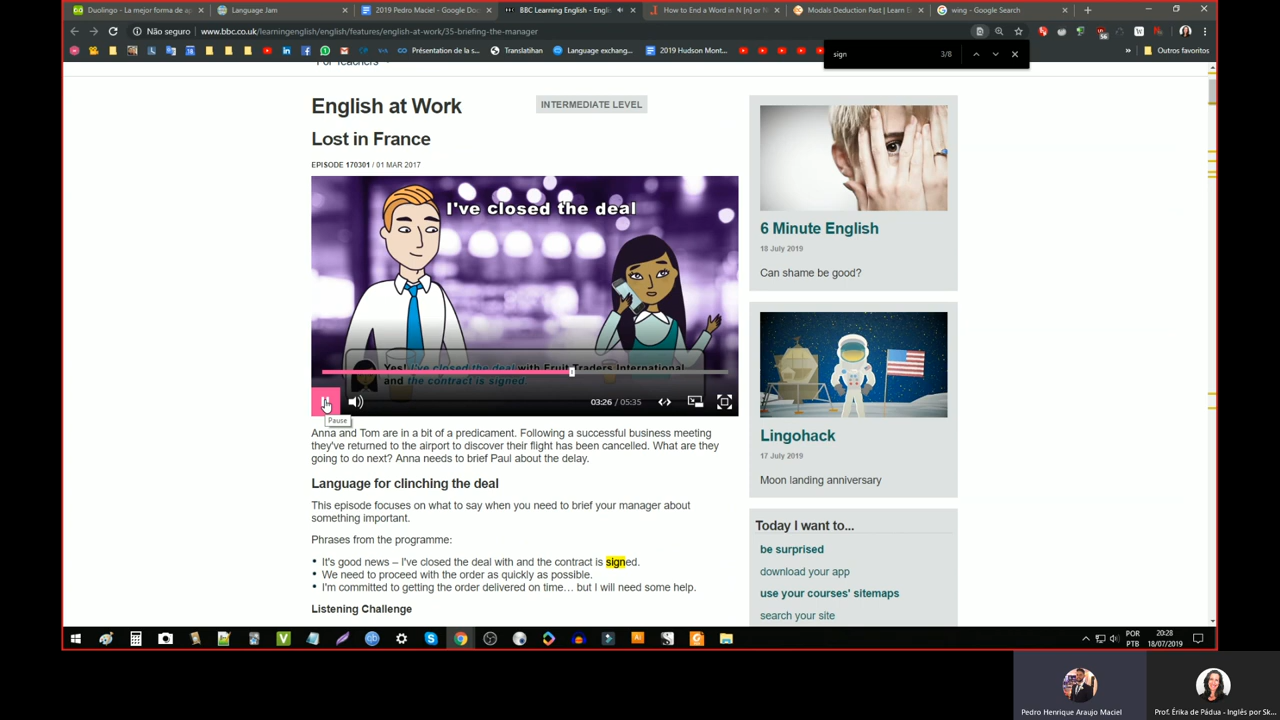 Duolingo - La mejor forma de ap
Language Jam
2019 Pedro Maciel - Google Doc
BBC Learning English - Engli
How to End a Word in N [n] or N
Modals Deduction Past | Learn E
wing - Google Search
Não seguro
www.bbc.co.uk/learningenglish/english/features/english-at-work/35-briefing-the-manager
Présentation de la s...
Translatihan
Language exchang...
2019 Hudson Mont...
Outros favoritos
sign
3/8
For Teachers
English at Work
INTERMEDIATE LEVEL
Lost in France
EPISODE 170301 / 01 MAR 2017
I've closed the deal
Yes! I've closed the deal with Fruit Traders International
and the contract is signed.
03:26 / 05:35
Pause
Anna and Tom are in a bit of a predicament. Following a successful business meeting
they've returned to the airport to discover their flight has been cancelled. What are they
going to do next? Anna needs to brief Paul about the delay.
Language for clinching the deal
This episode focuses on what to say when you need to brief your manager about
something important.
Phrases from the programme:
• It's good news – I've closed the deal with and the contract is signed.
• We need to proceed with the order as quickly as possible.
• I'm committed to getting the order delivered on time… but I will need some help.
Listening Challenge
6 Minute English
18 July 2019
Can shame be good?
Lingohack
17 July 2019
Moon landing anniversary
Today I want to...
be surprised
download your app
use your courses' sitemaps
search your site
POR
PTB
20:28
18/07/2019
Pedro Henrique Araujo Maciel
Prof. Érika de Pádua - Inglês por Sk...